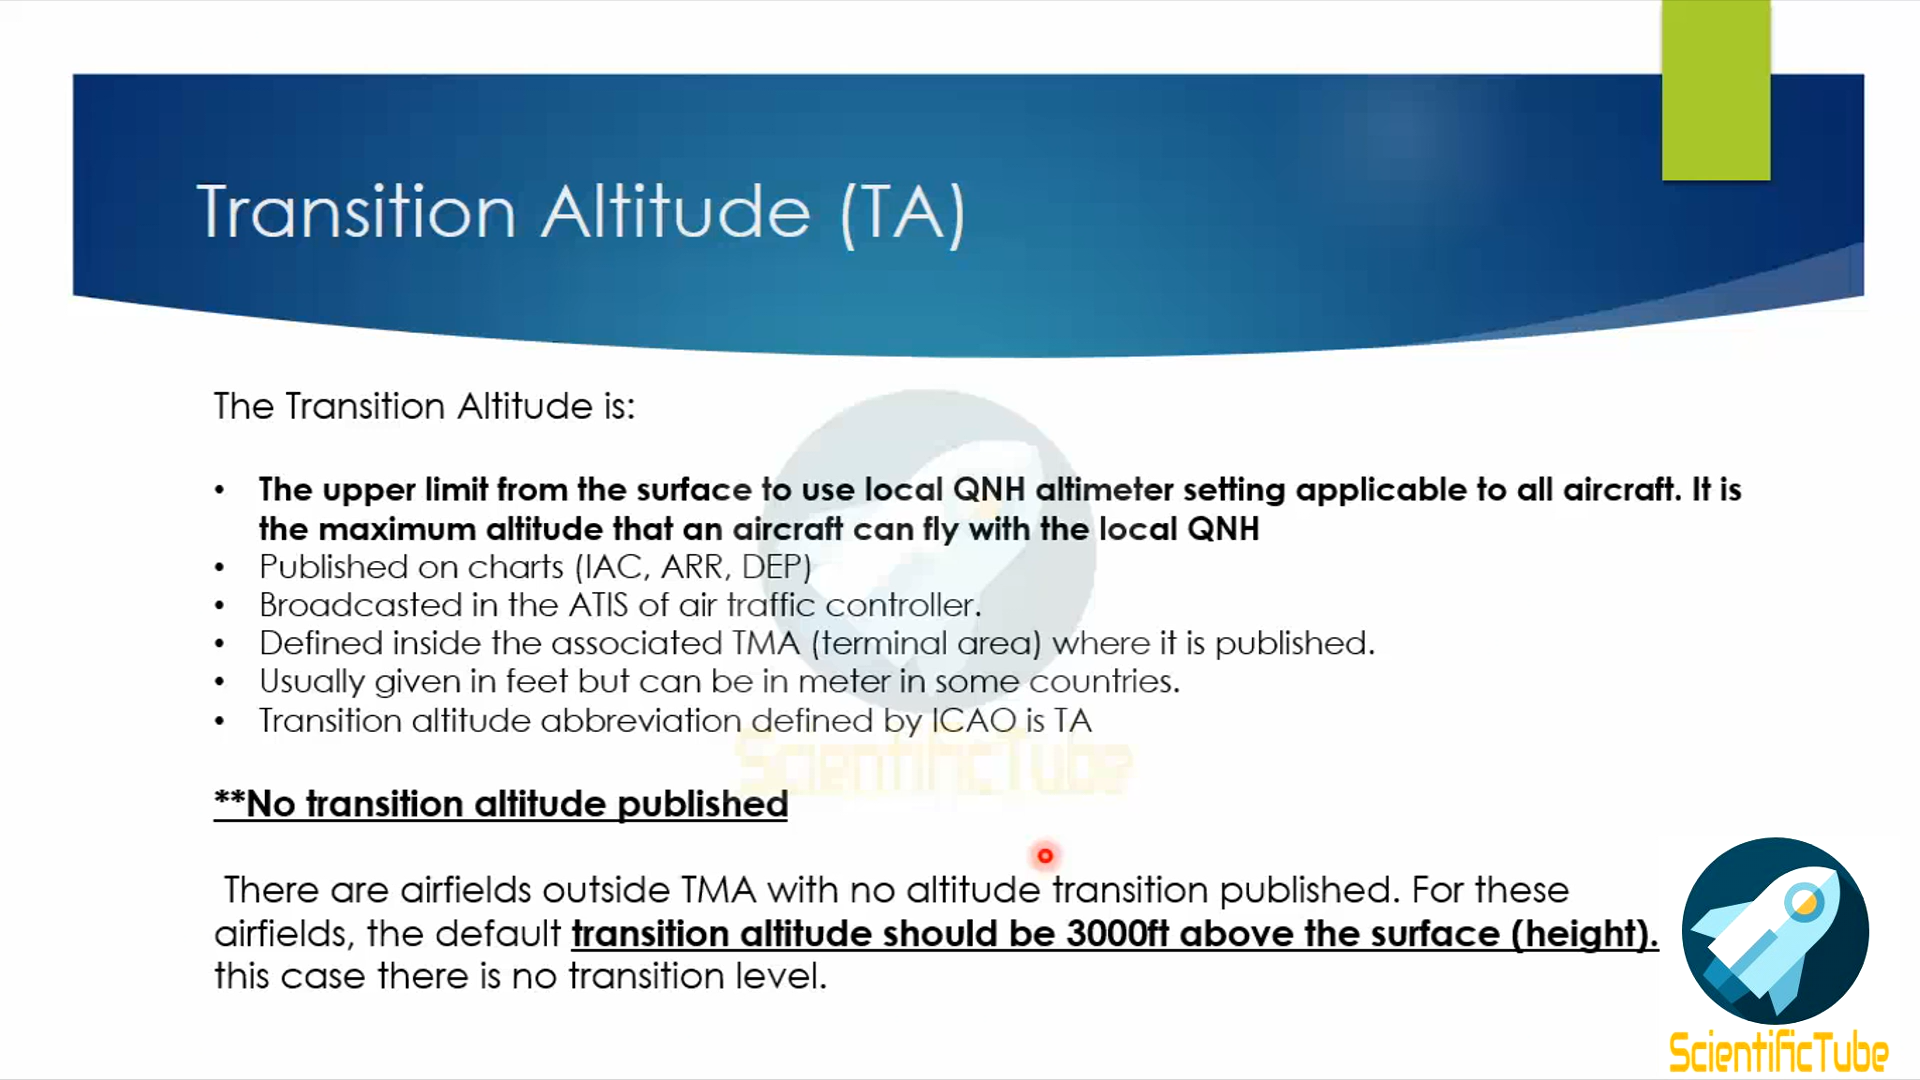 Transition Altitude (TA)
The Transition Altitude is:
• The upper limit from the surface to use local QNH altimeter setting applicable to all aircraft. It is
the maximum altitude that an aircraft can fly with the local QNH
• Published on charts (IAC, ARR, DEP)
• Broadcasted in the ATIS of air traffic controller.
• Defined inside the associated TMA (terminal area) where it is published.
• Usually given in feet but can be in meter in some countries.
• Transition altitude abbreviation defined by ICAO is TA
ScientificTube
**No transition altitude published
There are airfields outside TMA with no altitude transition published. For these
airfields, the default transition altitude should be 3000ft above the surface (height).
this case there is no transition level.
ScientificTube